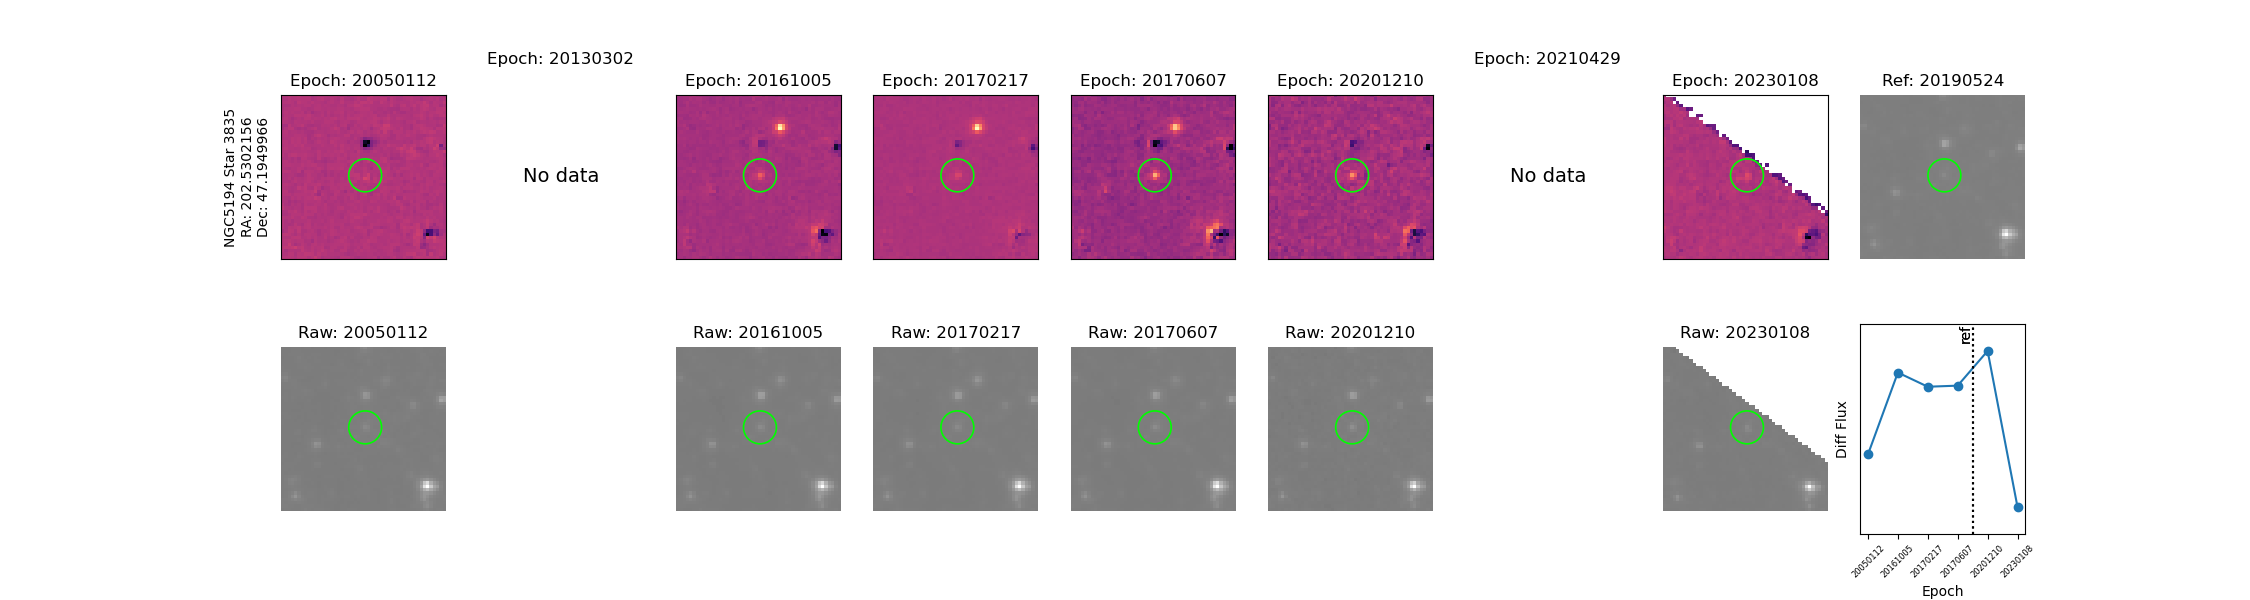 Epoch: 20130302
Epoch: 20210429
Epoch: 20050112
Epoch: 20161005
Epoch: 20170217
Epoch: 20170607
Epoch: 20201210
Epoch: 20230108
Ref: 20190524
NGC5194 Star 3835
RA: 202.5302156
Dec: 47.1949966
No data
No data
Raw: 20050112
Raw: 20161005
Raw: 20170217
Raw: 20170607
Raw: 20201210
Raw: 20230108
ref
Diff Flux
20050112
20161005
20170217
20170607
20201210
20230108
Epoch